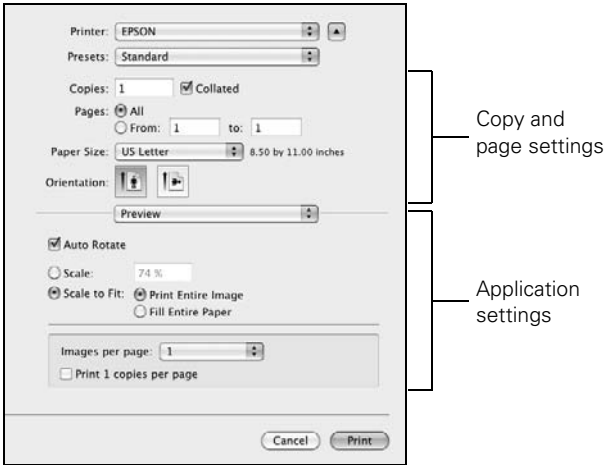 Printer: EPSON
Presets: Standard
Copies: 1 Collated
Pages: All
From: 1 to: 1
Paper Size: US Letter 8.50 by 11.00 inches
Orientation:
Copy and
page settings
Preview
Auto Rotate
Scale: 74 %
Scale to Fit: Print Entire Image
Fill Entire Paper
Application
settings
Images per page: 1
Print 1 copies per page
Cancel Print